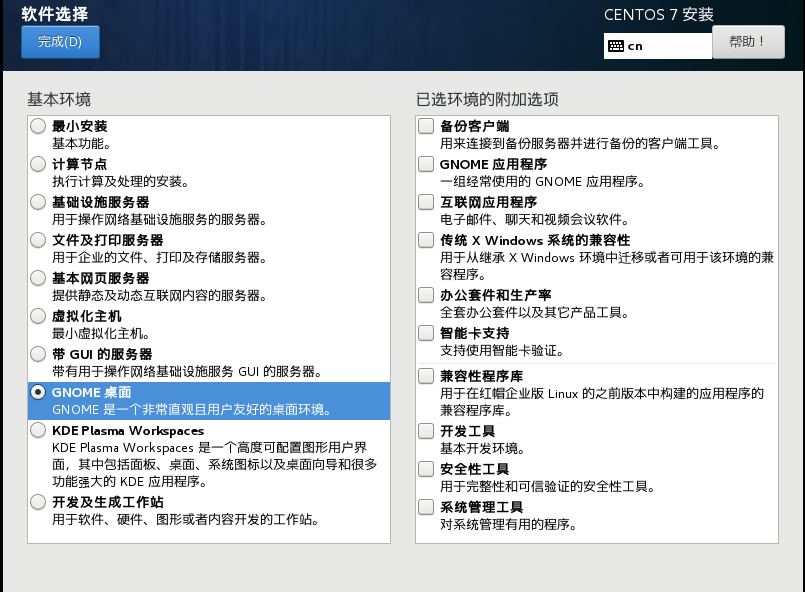 软件选择
完成(D)
CENTOS 7 安装
cn
帮助！
基本环境
最小安装
基本功能。
计算节点
执行计算及处理的安装。
基础设施服务器
用于操作网络基础设施服务的服务器。
文件及打印服务器
用于企业的文件、打印及存储服务器。
基本网页服务器
提供静态及动态互联网内容的服务器。
虚拟化主机
最小虚拟化主机。
带 GUI 的服务器
带有用于操作网络基础设施服务 GUI 的服务器。
GNOME 桌面
GNOME 是一个非常直观且用户友好的桌面环境。
KDE Plasma Workspaces
KDE Plasma Workspaces 是一个高度可配置图形用户界
面，其中包括面板、桌面、系统图标以及桌面向导和很多
功能强大的 KDE 应用程序。
开发及生成工作站
用于软件、硬件、图形或者内容开发的工作站。
已选环境的附加选项
备份客户端
用来连接到备份服务器并进行备份的客户端工具。
GNOME 应用程序
一组经常使用的 GNOME 应用程序。
互联网应用程序
电子邮件、聊天和视频会议软件。
传统 X Windows 系统的兼容性
用于从继承 X Windows 环境中迁移或者可用于该环境的兼
容程序。
办公套件和生产率
全套办公套件以及其它产品工具。
智能卡支持
支持使用智能卡验证。
兼容性程序库
用于在红帽企业版 Linux 的之前版本中构建的应用程序的
兼容程序库。
开发工具
基本开发环境。
安全性工具
用于完整性和可信验证的安全性工具。
系统管理工具
对系统管理有用的程序。